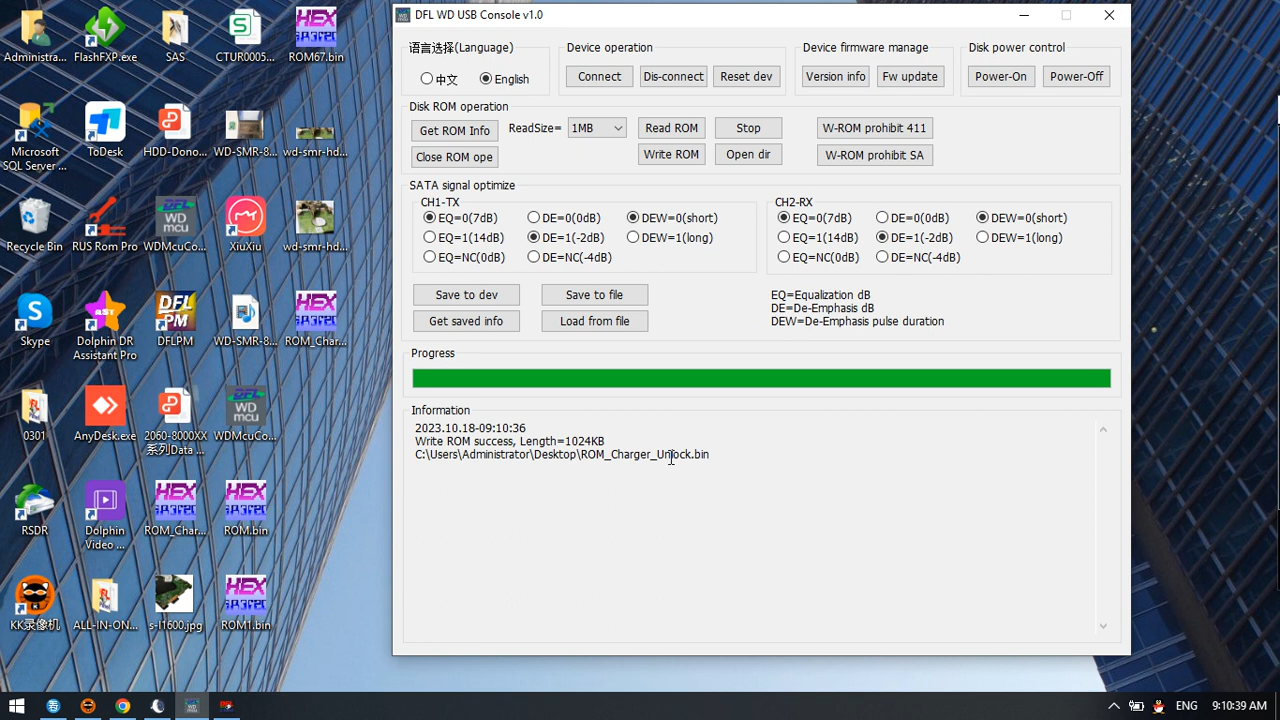 Administra...
FlashFXP.exe
SAS
CTUR0005...
ROM67.bin
Microsoft
SQL Server ...
ToDesk
HDD-Dono...
WD-SMR-8...
wd-smr-hd...
Recycle Bin
RUS Rom Pro
WDMcuCo...
XiuXiu
wd-smr-hd...
Skype
Dolphin DR
Assistant Pro
DFLPM
WD-SMR-8...
ROM_Char...
0301
AnyDesk.exe
2060-8000XX
系列Data ...
WDMcuCo...
RSDR
Dolphin
Video ...
ROM_Char...
ROM.bin
KK录像机
ALL-IN-ON...
s-l1600.jpg
ROM1.bin
DFL WD USB Console v1.0
语言选择(Language)
中文
English
Device operation
Connect
Dis-connect
Reset dev
Device firmware manage
Version info
Fw update
Disk power control
Power-On
Power-Off
Disk ROM operation
Get ROM Info
ReadSize=
1MB
Read ROM
Stop
W-ROM prohibit 411
Close ROM ope
Write ROM
Open dir
W-ROM prohibit SA
SATA signal optimize
CH1-TX
EQ=0(7dB)
DE=0(0dB)
DEW=0(short)
EQ=1(14dB)
DE=1(-2dB)
DEW=1(long)
EQ=NC(0dB)
DE=NC(-4dB)
CH2-RX
EQ=0(7dB)
DE=0(0dB)
DEW=0(short)
EQ=1(14dB)
DE=1(-2dB)
DEW=1(long)
EQ=NC(0dB)
DE=NC(-4dB)
Save to dev
Save to file
Get saved info
Load from file
EQ=Equalization dB
DE=De-Emphasis dB
DEW=De-Emphasis pulse duration
Progress
Information
2023.10.18-09:10:36
Write ROM success, Length=1024KB
C:\Users\Administrator\Desktop\ROM_Charger_Unlock.bin
ENG
9:10:39 AM